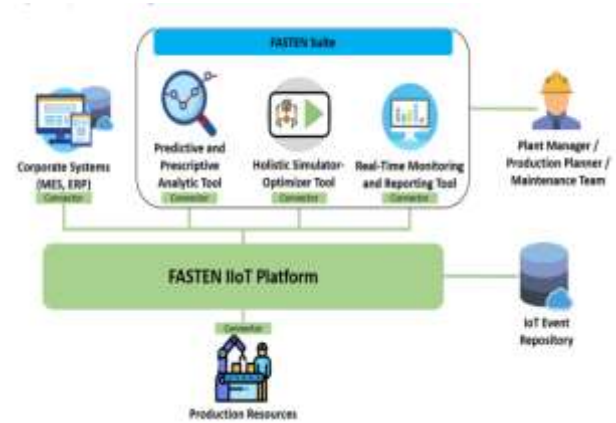 FASTEN Suite
Corporate Systems
(MES, ERP)
Connector
Predictive and
Prescriptive
Analytic Tool
Connector
Holistic Simulator-
Optimizer Tool
Connector
Real-Time Monitoring
and Reporting Tool
Connector
Plant Manager /
Production Planner /
Maintenance Team
FASTEN IIoT Platform
IoT Event
Repository
Connector
Production Resources